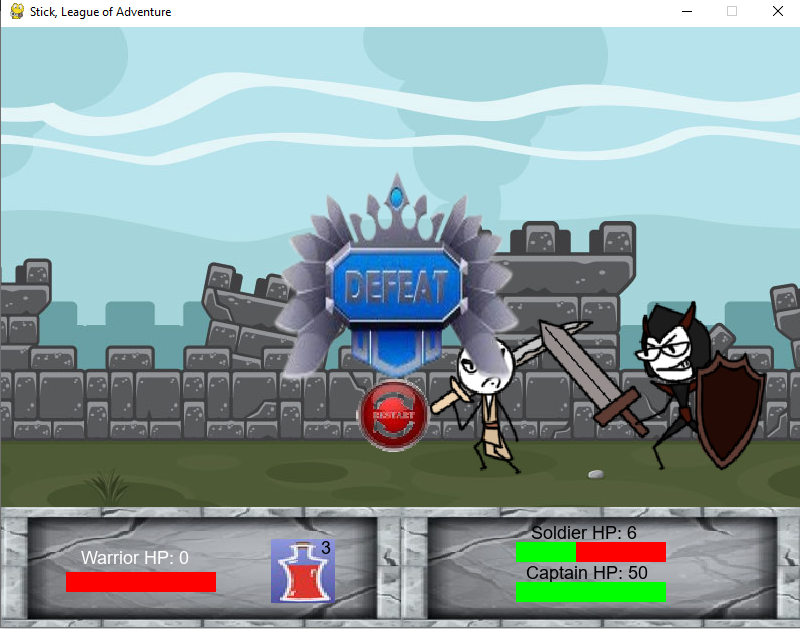 Stick, League of Adventure
DEFEAT
RESTART
Warrior HP: 0
3
Soldier HP: 6
Captain HP: 50